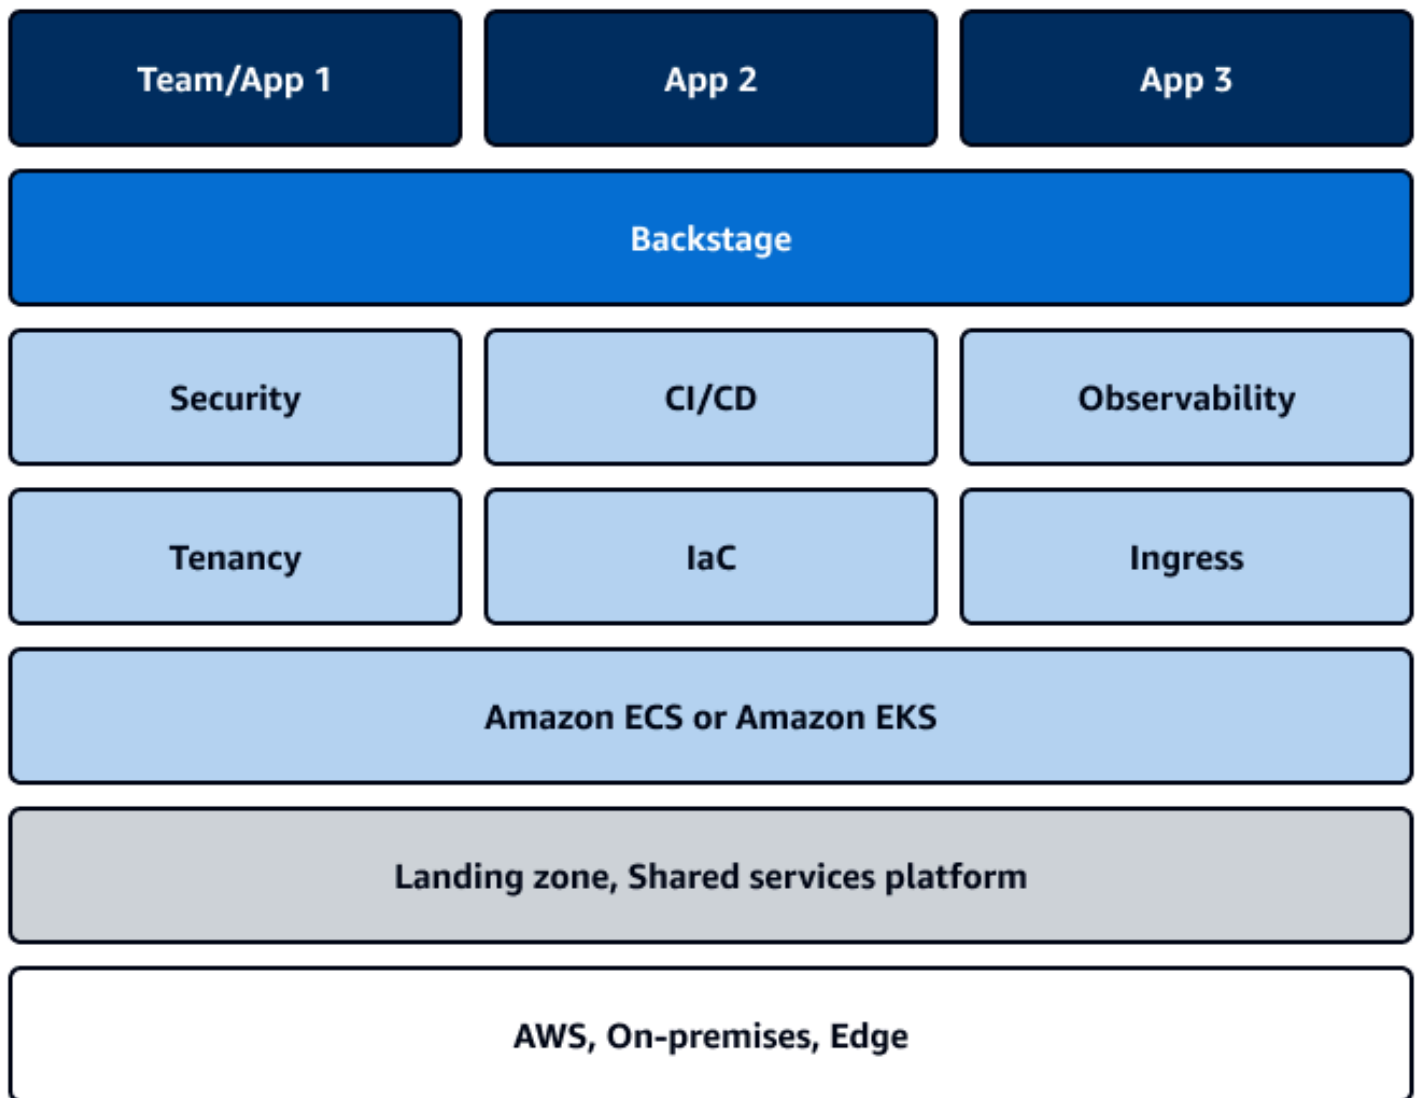 Team/App 1
App 2
App 3
Backstage
Security
CI/CD
Observability
Tenancy
IaC
Ingress
Amazon ECS or Amazon EKS
Landing zone, Shared services platform
AWS, On-premises, Edge